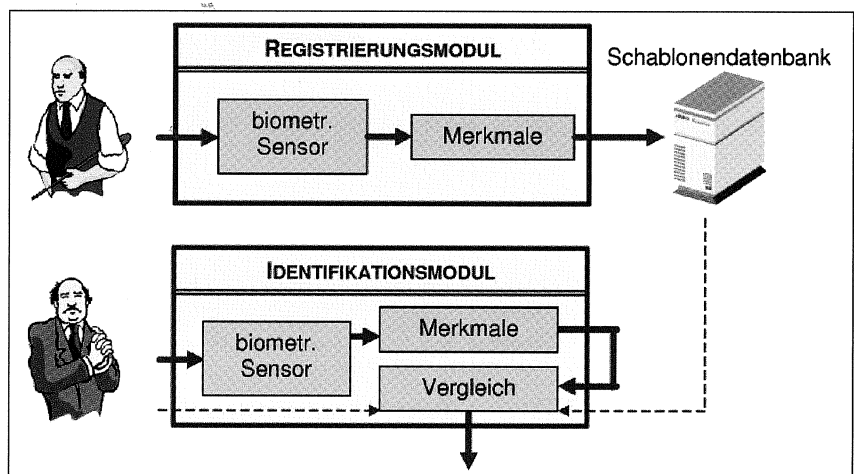 REGISTRIERUNGSMODUL
Schablonendatenbank
biometr.
Sensor
Merkmale
IDENTIFIKATIONSMODUL
biometr.
Sensor
Merkmale
Vergleich